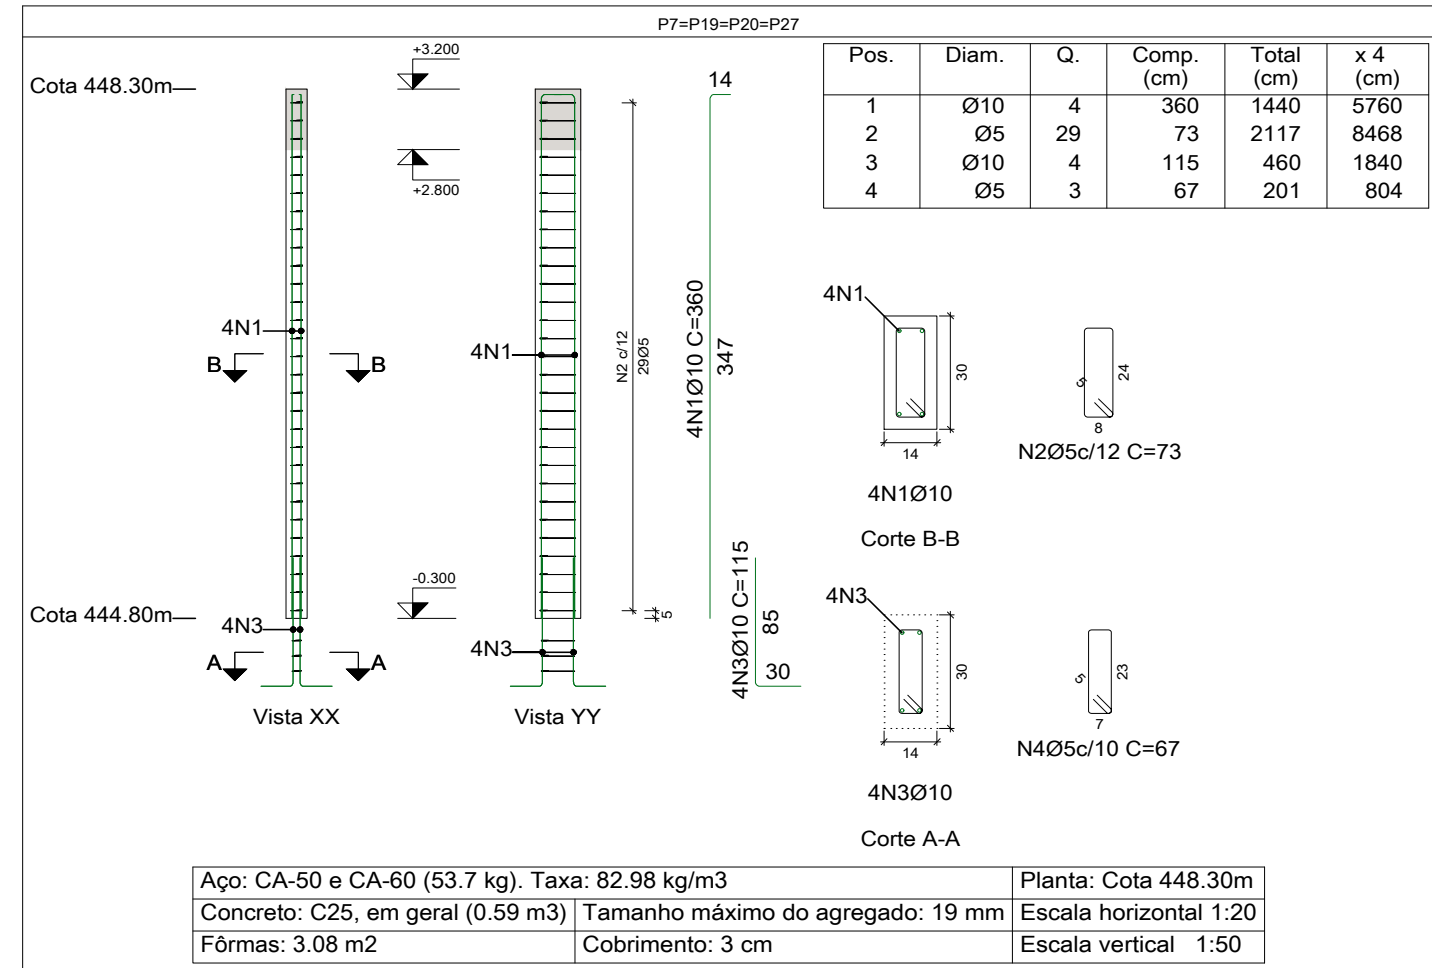 P7=P19=P20=P27
Cota 448.30m
+3.200
+2.800
4N1
B B
-0.300
Cota 444.80m
4N3
A A
Vista XX
4N1
4N3
Vista YY
N2 c/12
29Ø5
5
14
4N1Ø10 C=360
347
4N3Ø10 C=115
85
30
Pos. Diam. Q. Comp. (cm) Total (cm) x 4 (cm)
1 Ø10 4 360 1440 5760
2 Ø5 29 73 2117 8468
3 Ø10 4 115 460 1840
4 Ø5 3 67 201 804
4N1
30
14
4N1Ø10
Corte B-B
5
24
8
N2Ø5c/12 C=73
4N3
30
14
4N3Ø10
Corte A-A
5
23
7
N4Ø5c/10 C=67
Aço: CA-50 e CA-60 (53.7 kg). Taxa: 82.98 kg/m3 Planta: Cota 448.30m
Concreto: C25, em geral (0.59 m3) Tamanho máximo do agregado: 19 mm Escala horizontal 1:20
Fôrmas: 3.08 m2 Cobrimento: 3 cm Escala vertical 1:50